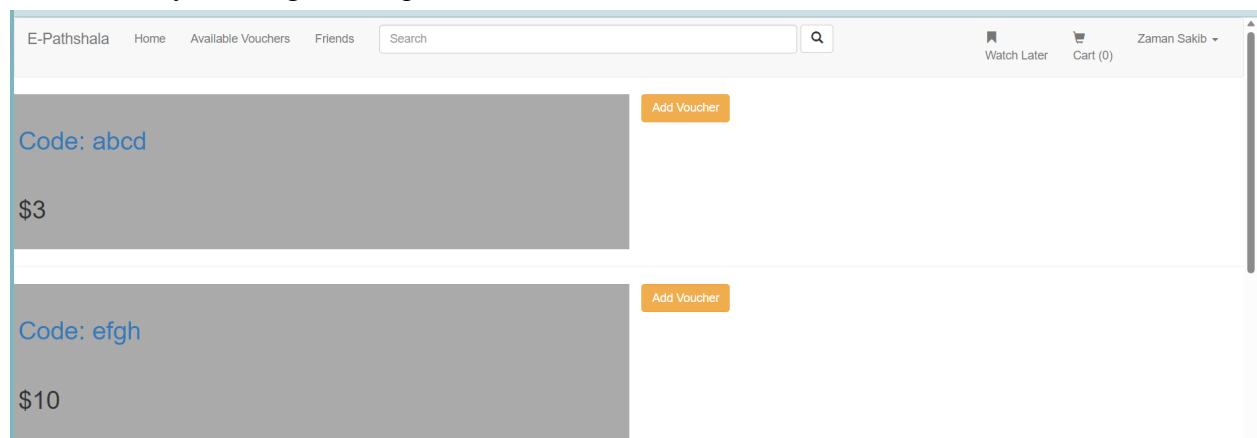 E-Pathshala Home Available Vouchers Friends Search Watch Later Cart (0) Zaman Sakib
Code: abcd
Add Voucher
$3
Code: efgh
Add Voucher
$10